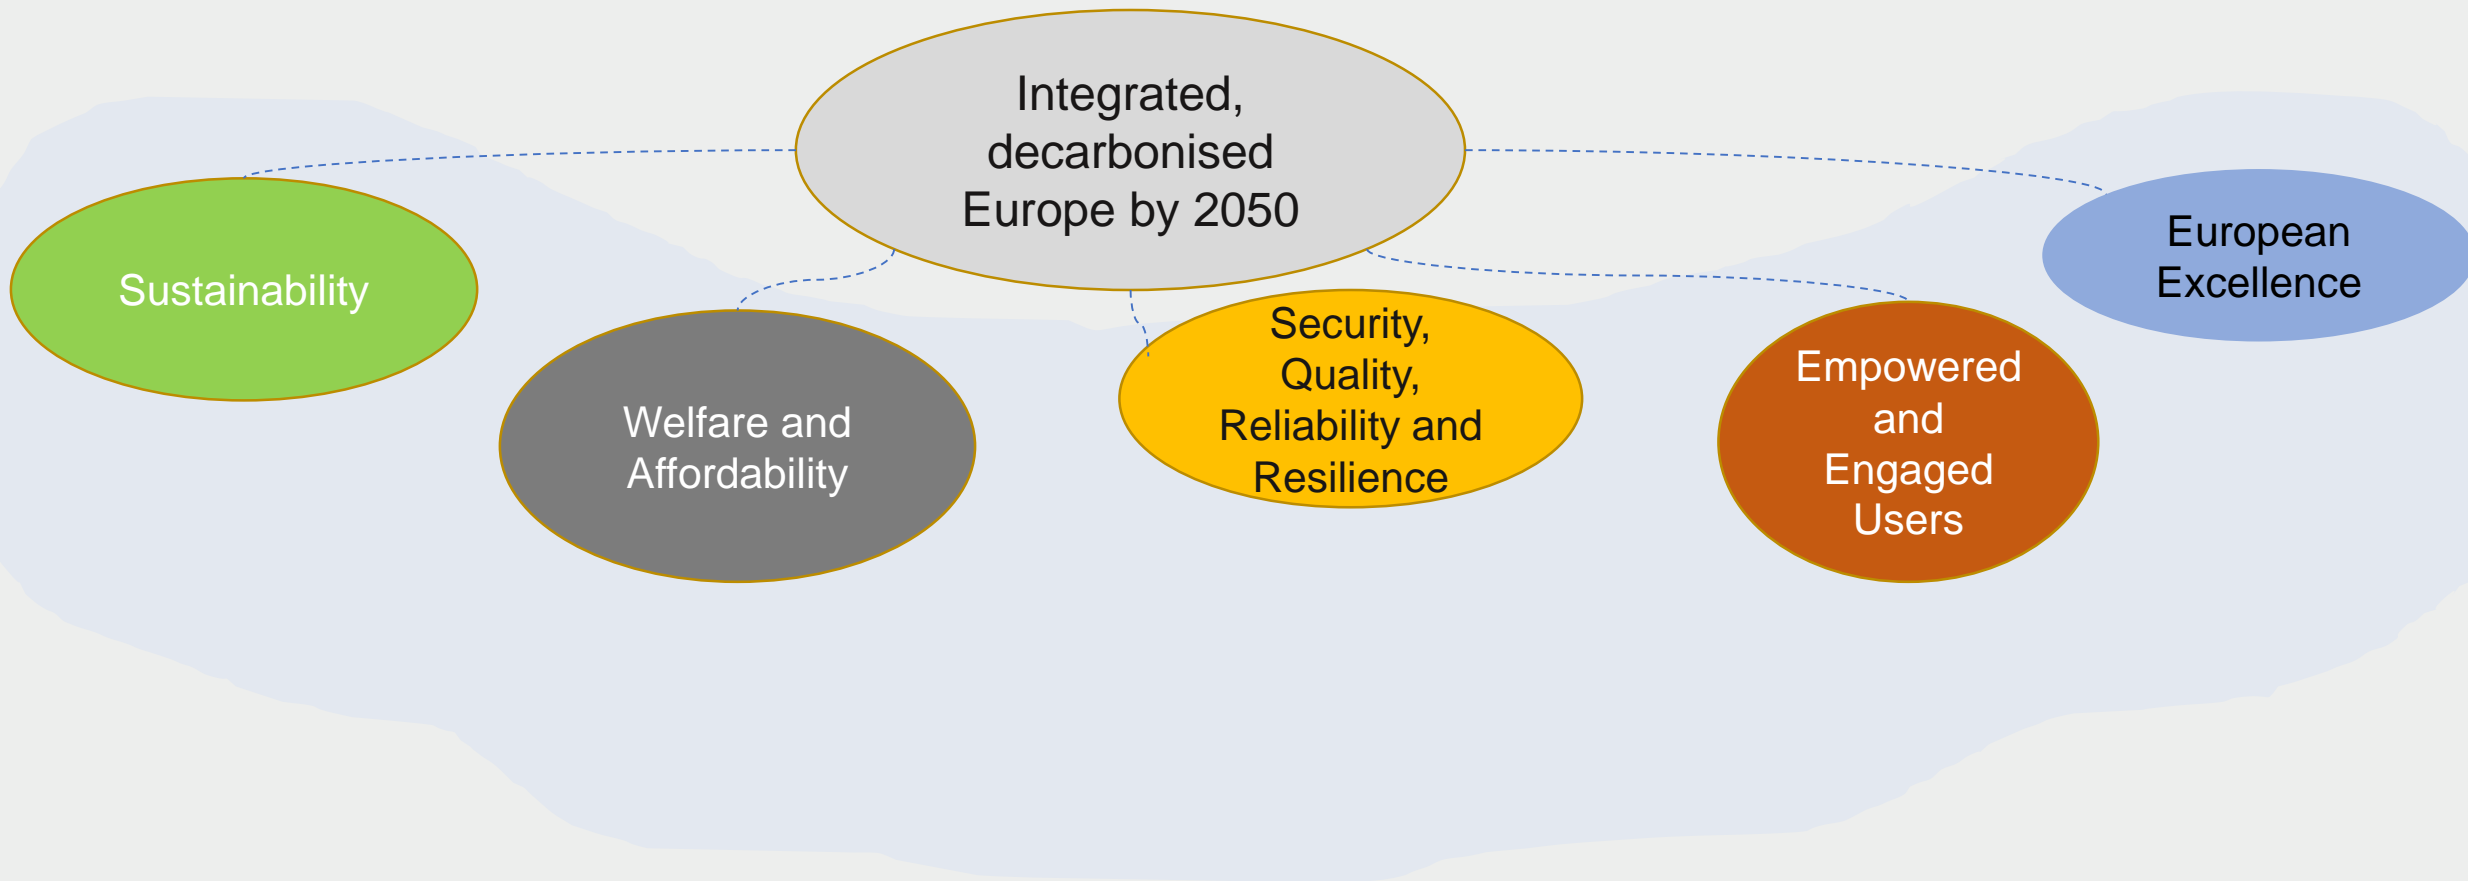 Integrated,
decarbonised
Europe by 2050
Sustainability
Welfare and
Affordability
Security,
Quality,
Reliability and
Resilience
Empowered
and
Engaged
Users
European
Excellence